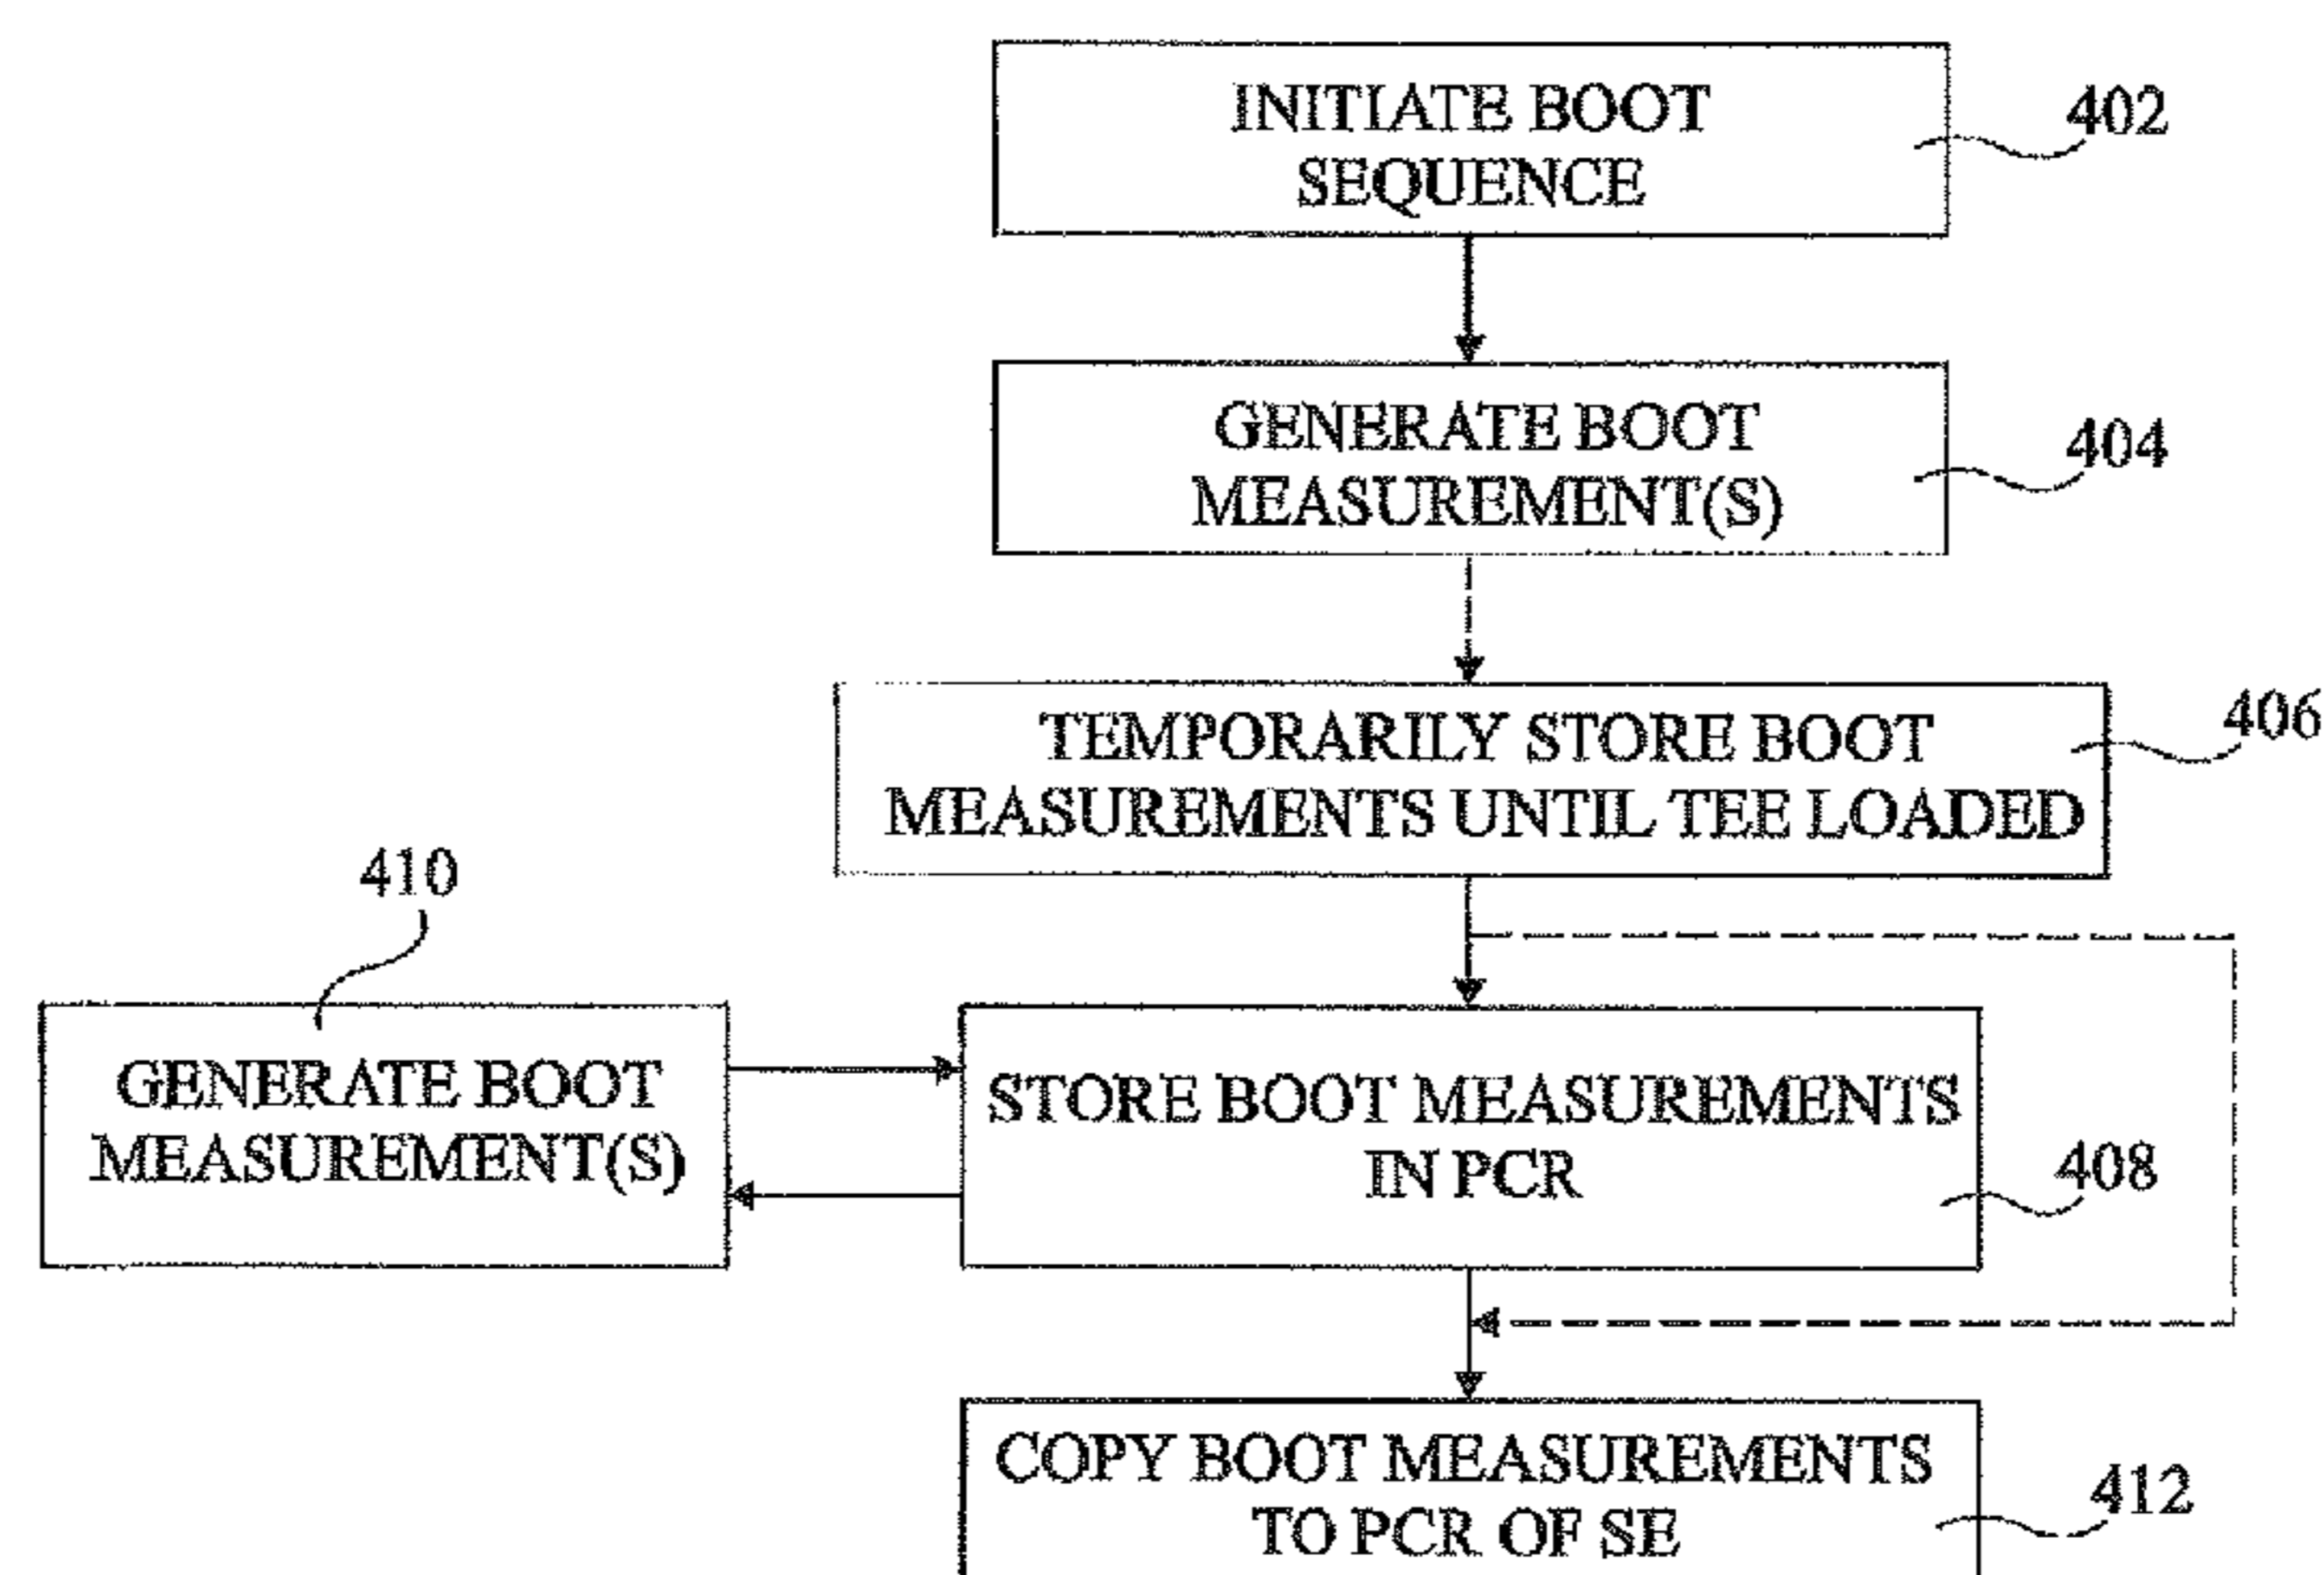 INITIATE BOOT
SEQUENCE
402
GENERATE BOOT
MEASUREMENT(S)
404
TEMPORARILY STORE BOOT
MEASUREMENTS UNTIL TEE LOADED
406
410
GENERATE BOOT
MEASUREMENT(S)
STORE BOOT MEASUREMENTS
IN PCR
408
COPY BOOT MEASUREMENTS
TO PCR OF SE
412